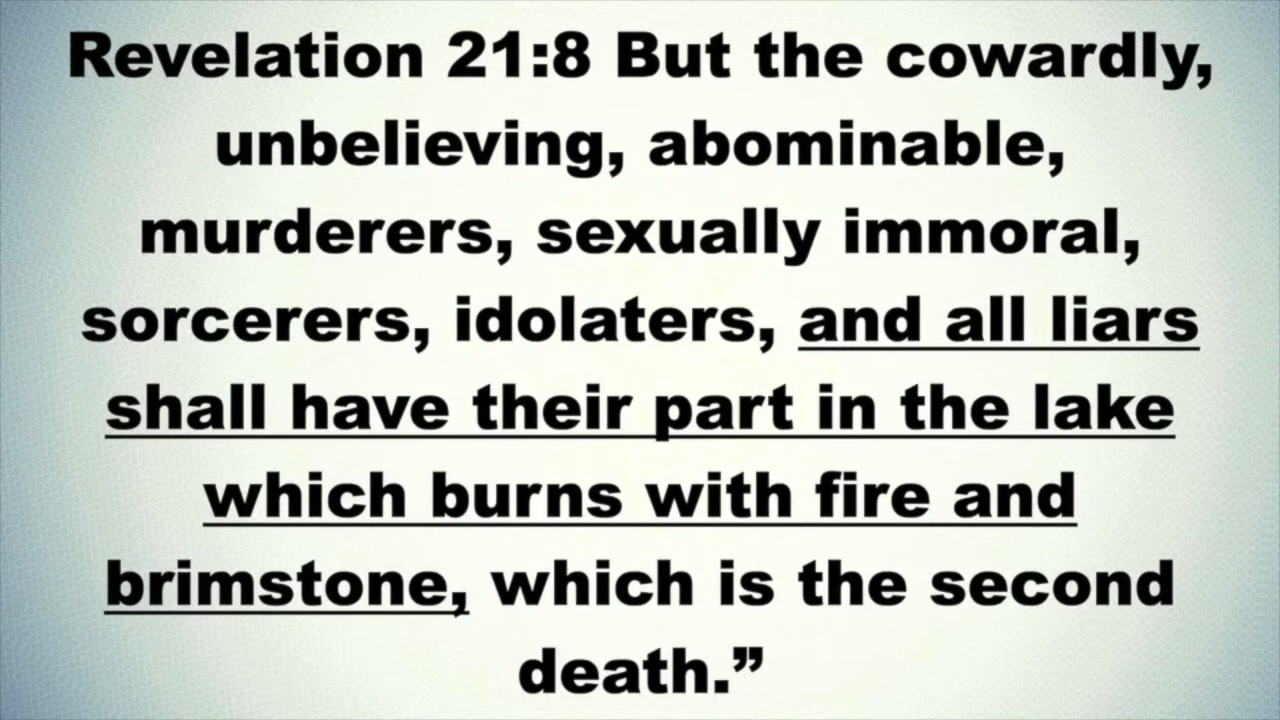 Revelation 21:8 But the cowardly,
unbelieving, abominable,
murderers, sexually immoral,
sorcerers, idolaters, and all liars
shall have their part in the lake
which burns with fire and
brimstone, which is the second
death.”